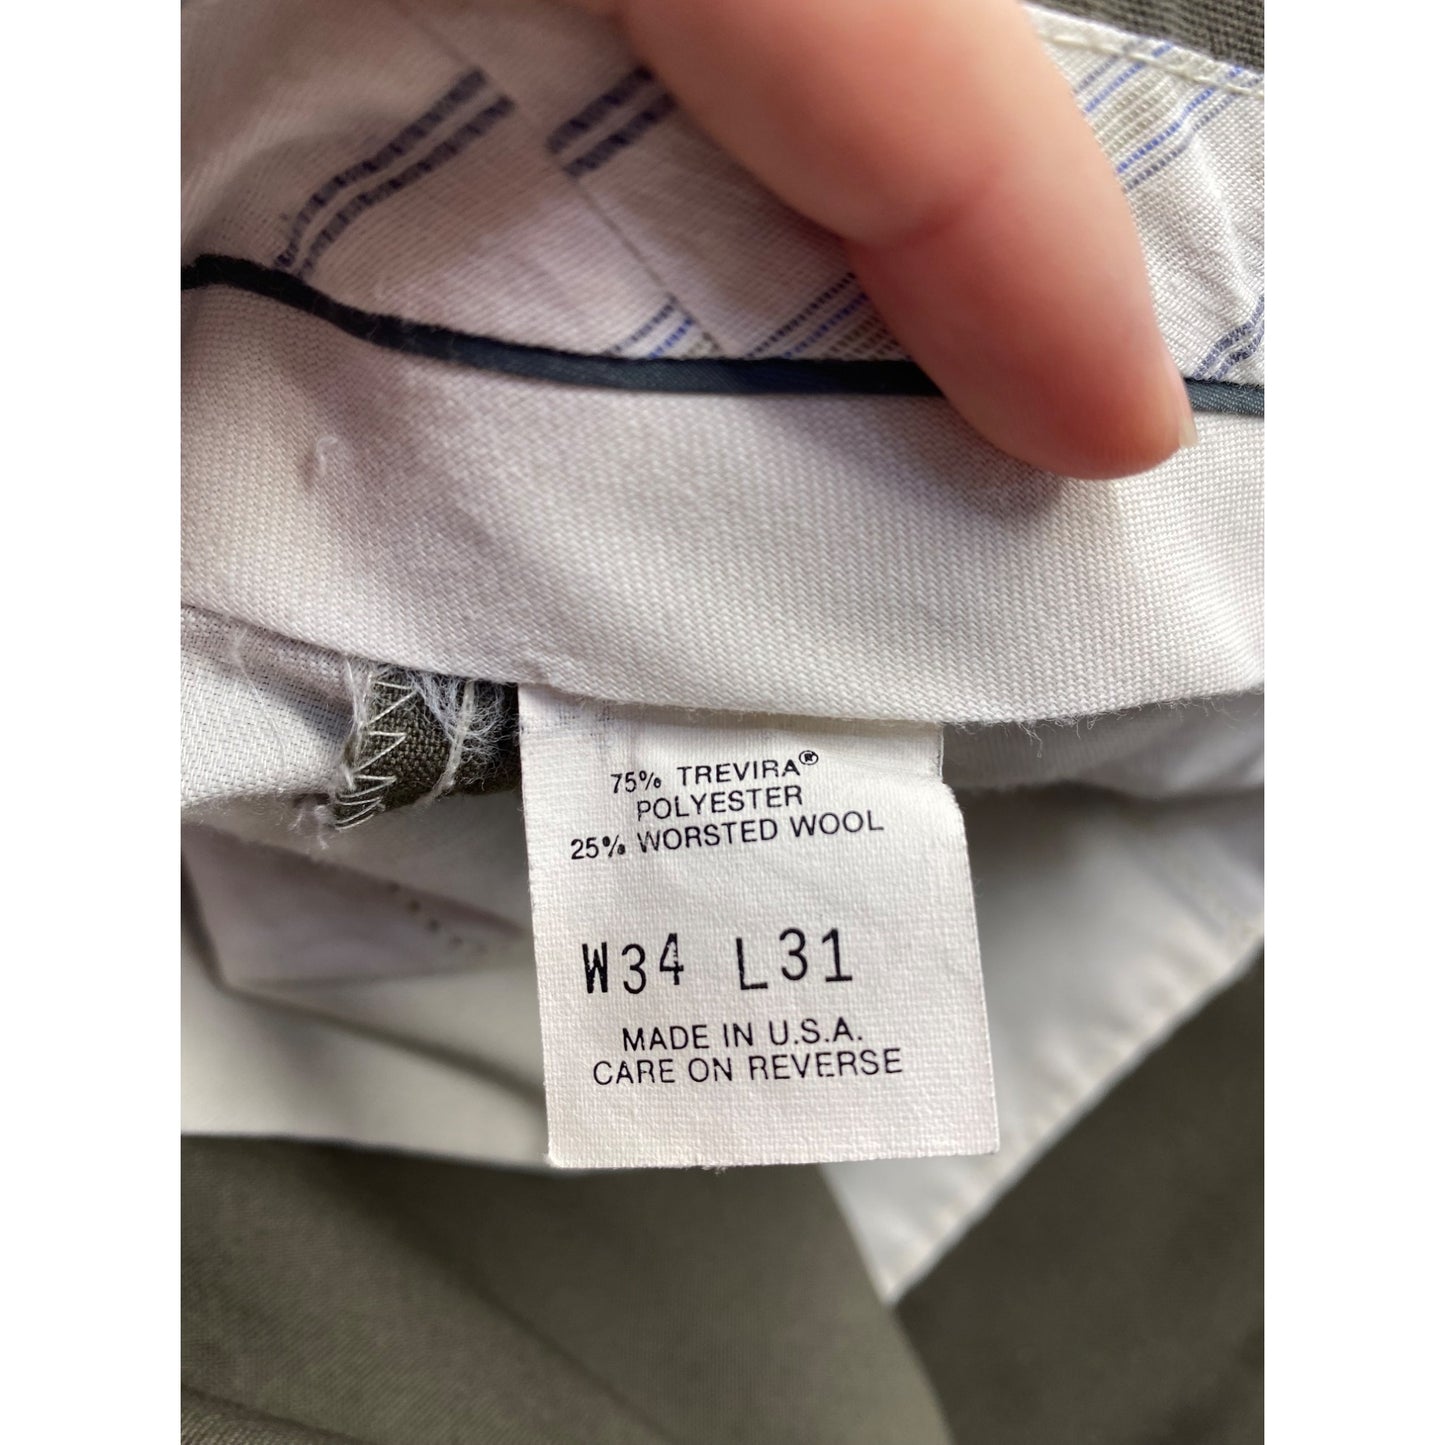 75% TREVIRA®
POLYESTER
25% WORSTED WOOL
W34 L31
MADE IN U.S.A.
CARE ON REVERSE